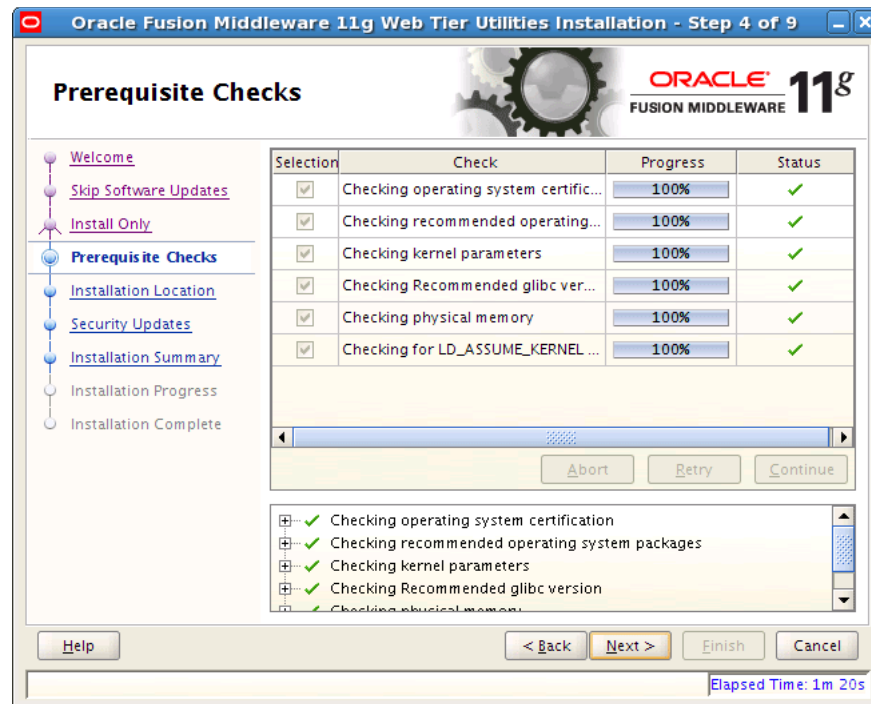 Oracle Fusion Middleware 11g Web Tier Utilities Installation - Step 4 of 9
Prerequisite Checks
ORACLE
FUSION MIDDLEWARE
11g
Welcome
Skip Software Updates
Install Only
Prerequisite Checks
Installation Location
Security Updates
Installation Summary
Installation Progress
Installation Complete
Selection Check Progress Status
Checking operating system certific... 100%
Checking recommended operating... 100%
Checking kernel parameters 100%
Checking Recommended glibc ver... 100%
Checking physical memory 100%
Checking for LD_ASSUME_KERNEL ... 100%
Abort Retry Continue
Checking operating system certification
Checking recommended operating system packages
Checking kernel parameters
Checking Recommended glibc version
Checking physical memory
Help < Back Next > Finish Cancel
Elapsed Time: 1m 20s